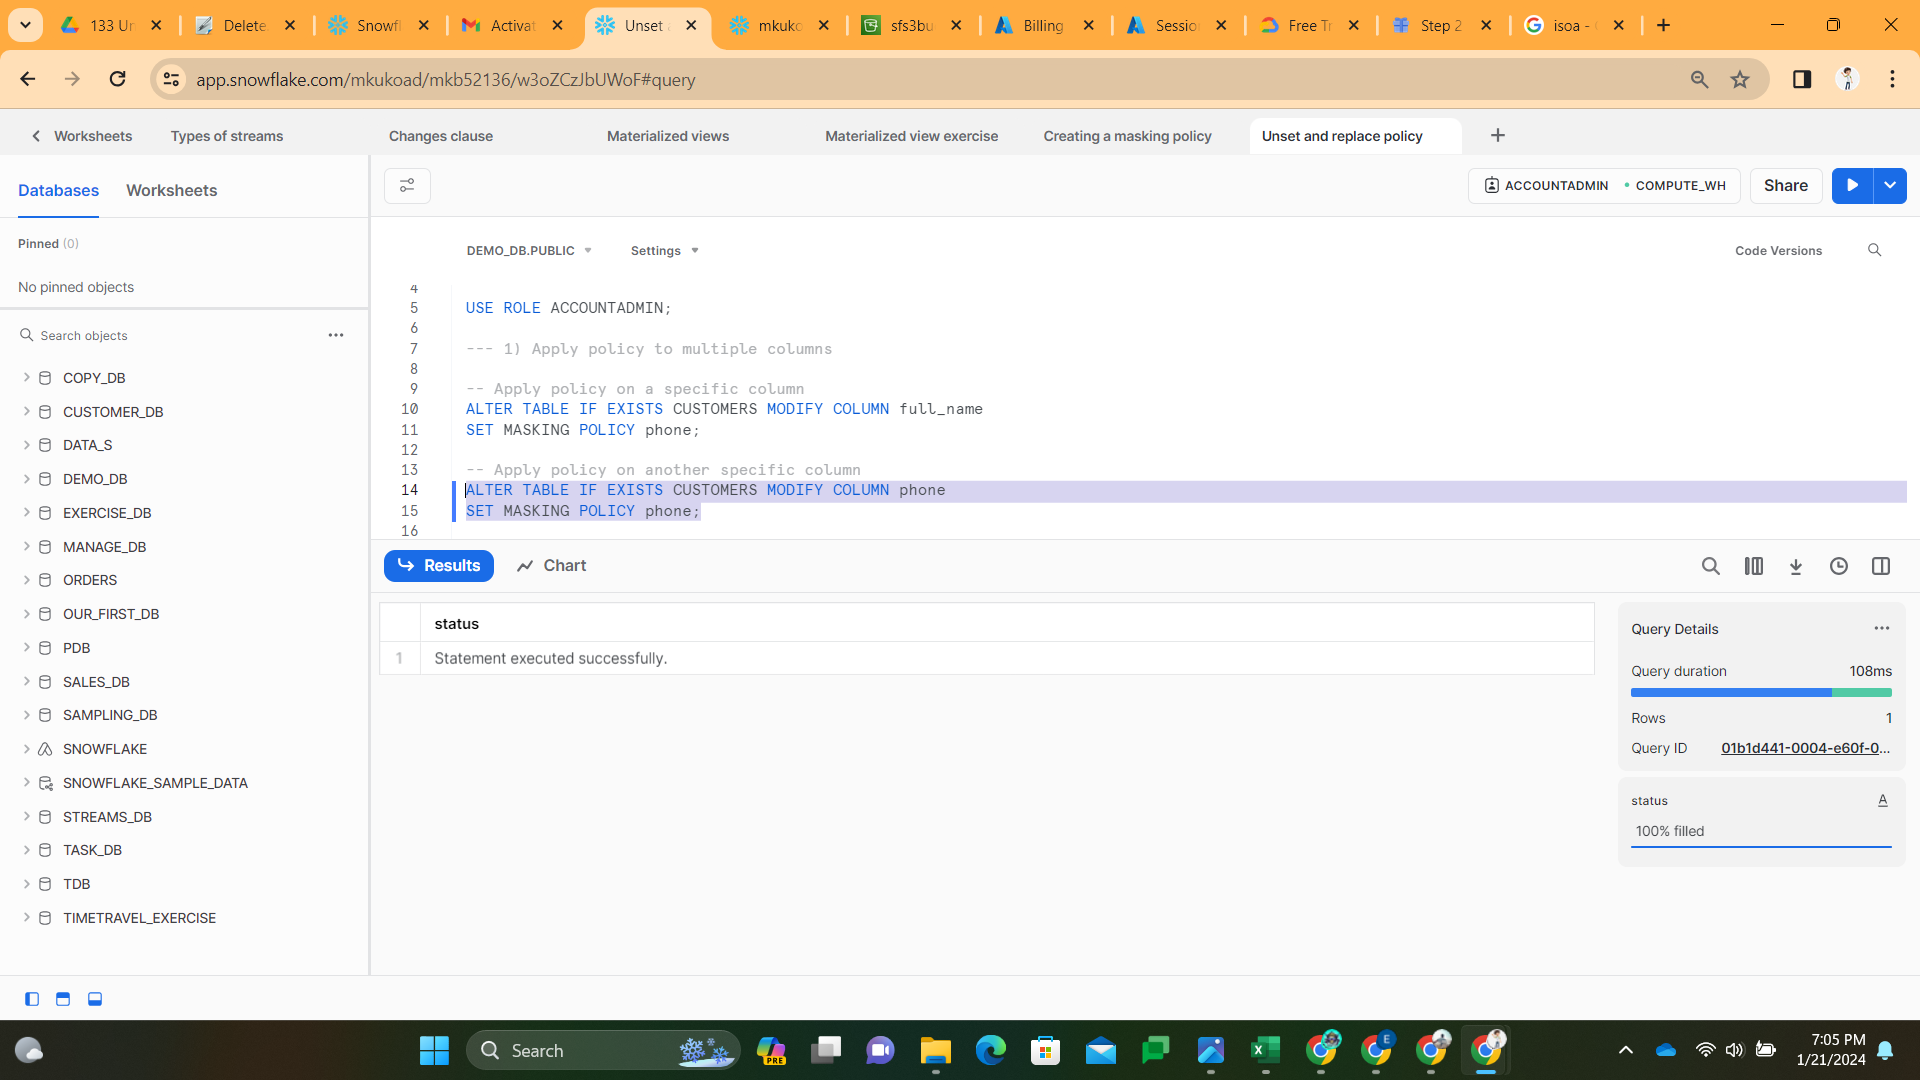 133 Un
Delete
Snowfl
Activat
Unset a
mkuko
sfs3bu
Billing
Sessio
Free Tr
Step 2
isoa -
app.snowflake.com/mkukoad/mkb52136/w3oZCzJbUWoF#query
Worksheets
Types of streams
Changes clause
Materialized views
Materialized view exercise
Creating a masking policy
Unset and replace policy
Databases
Worksheets
ACCOUNTADMIN
COMPUTE_WH
Share
Pinned (0)
No pinned objects
Search objects
COPY_DB
CUSTOMER_DB
DATA_S
DEMO_DB
EXERCISE_DB
MANAGE_DB
ORDERS
OUR_FIRST_DB
PDB
SALES_DB
SAMPLING_DB
SNOWFLAKE
SNOWFLAKE_SAMPLE_DATA
STREAMS_DB
TASK_DB
TDB
TIMETRAVEL_EXERCISE
DEMO_DB.PUBLIC
Settings
Code Versions
4
5 USE ROLE ACCOUNTADMIN;
6
7 --- 1) Apply policy to multiple columns
8
9 -- Apply policy on a specific column
10 ALTER TABLE IF EXISTS CUSTOMERS MODIFY COLUMN full_name
11 SET MASKING POLICY phone;
12
13 -- Apply policy on another specific column
14 ALTER TABLE IF EXISTS CUSTOMERS MODIFY COLUMN phone
15 SET MASKING POLICY phone;
16
Results
Chart
status
1 Statement executed successfully.
Query Details
Query duration 108ms
Rows 1
Query ID 01b1d441-0004-e60f-0...
status A
100% filled
Search
PRE
E
7:05 PM
1/21/2024